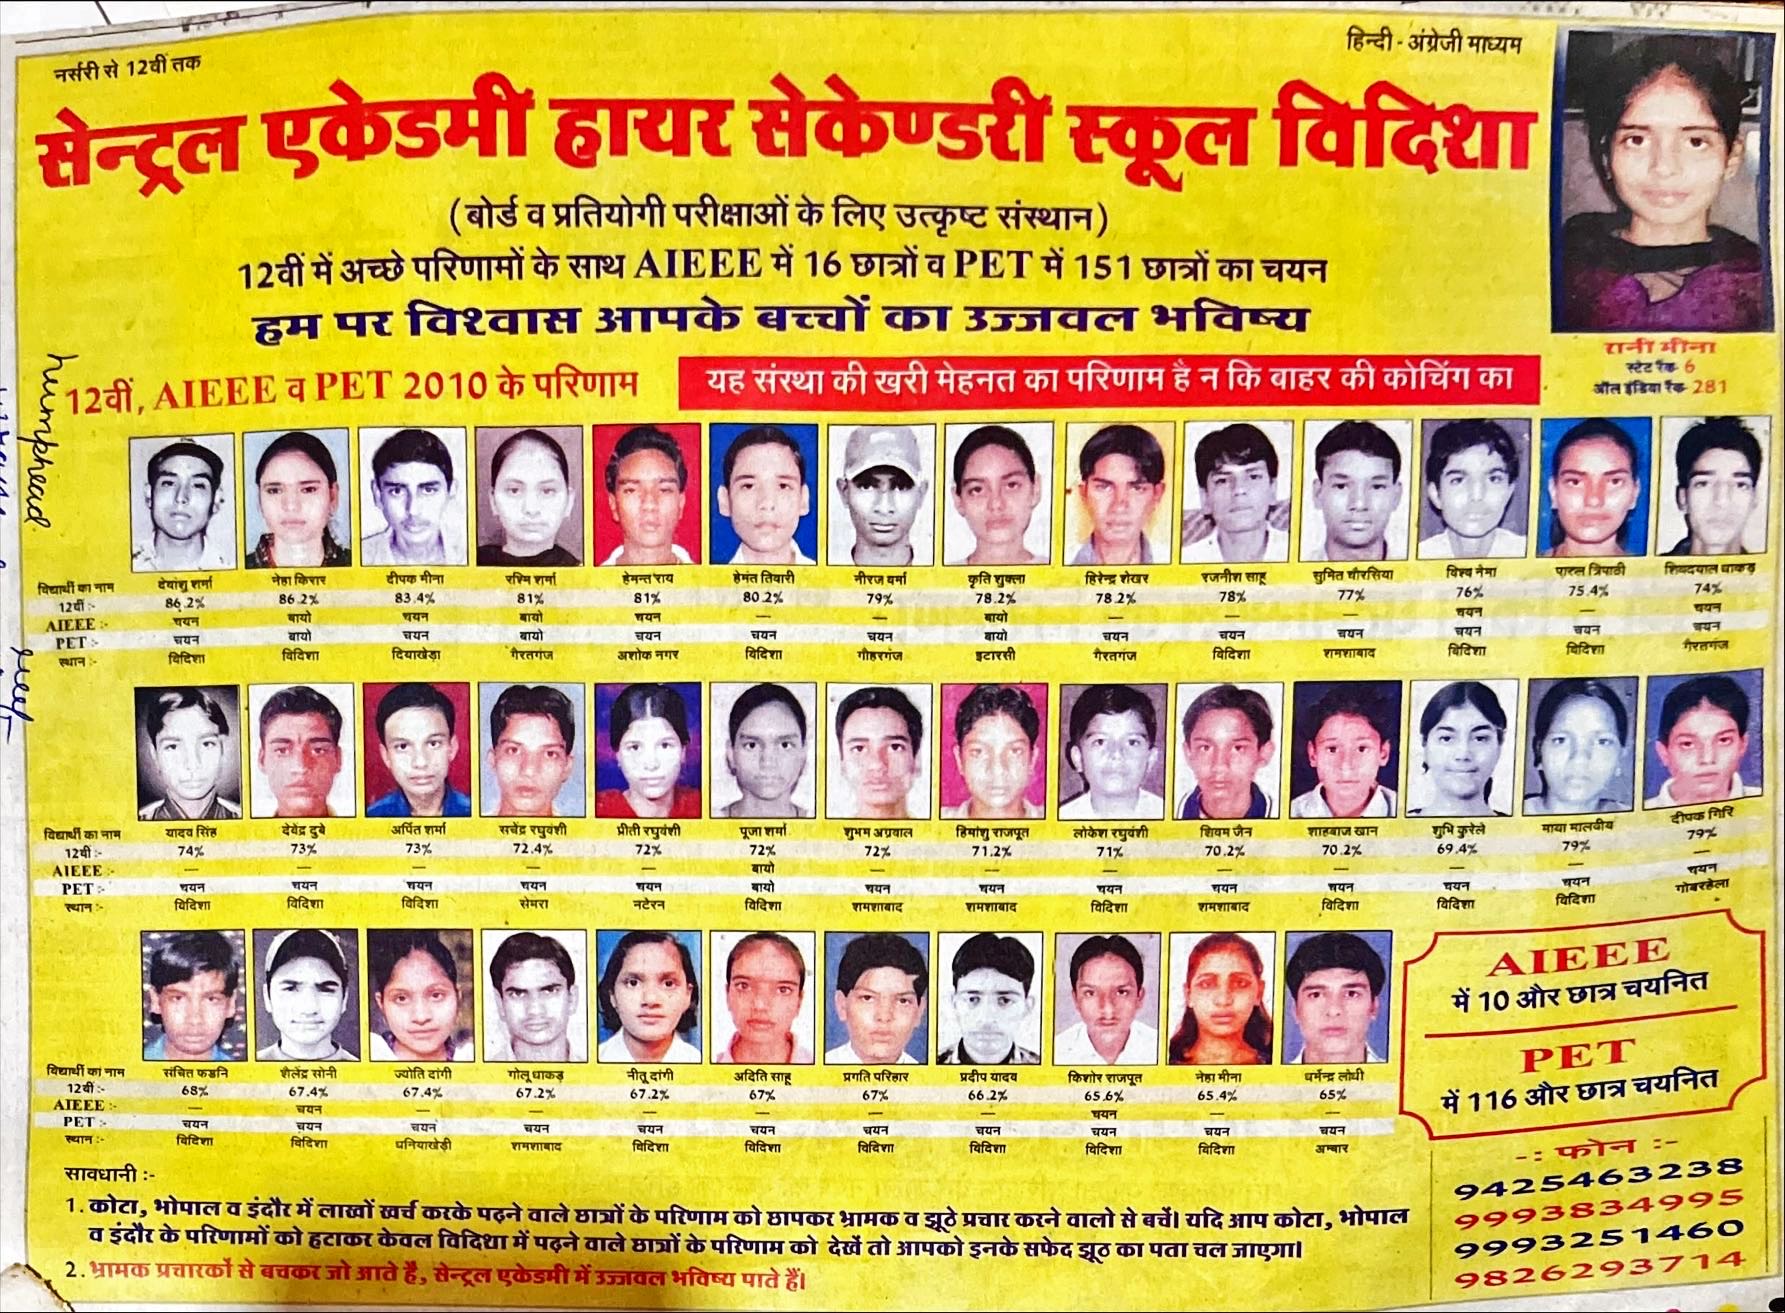 नर्सरी से 12वीं तक
हिन्दी - अंग्रेजी माध्यम
सेन्ट्रल एकेडमी हायर सेकेण्डरी स्कूल विदिशा
(बोर्ड व प्रतियोगी परीक्षाओं के लिए उत्कृष्ट संस्थान)
12वीं में अच्छे परिणामों के साथ AIEEE में 16 छात्रों व PET में 151 छात्रों का चयन
हम पर विश्वास आपके बच्चों का उज्जवल भविष्य
रानी मीना
स्टेट रैंक 6
ऑल इंडिया रैंक 281
12वीं, AIEEE व PET 2010 के परिणाम
यह संस्था की खरी मेहनत का परिणाम है न कि बाहर की कोचिंग का
humphead
विद्यार्थी का नाम देवांशु शर्मा नेहा किरार दीपक मीना रश्मि शर्मा हेमन्त राय हेमंत तिवारी नीरज वर्मा कृति शुक्ला हिरेन्द्र शेखर रजनीश साहू सुमित चौरसिया विश्व नेमा पारूल त्रिपाठी शिवदयाल धाकड़
12वीं :- 86.2% 86.2% 83.4% 81% 81% 80.2% 79% 78.2% 78.2% 78% 77% 76% 75.4% 74%
AIEEE :- चयन बायो चयन बायो चयन — — बायो — — — चयन — चयन
PET :- चयन बायो चयन बायो चयन चयन चयन बायो चयन चयन चयन चयन चयन चयन
स्थान :- विदिशा विदिशा दियाखेड़ा गैरतगंज अशोक नगर विदिशा गौहरगंज इटारसी गैरतगंज विदिशा शमशाबाद विदिशा विदिशा गैरतगंज
विद्यार्थी का नाम यादव सिंह देवेंद्र दुबे अर्पित शर्मा सचेंद्र रघुवंशी प्रीती रघुवंशी पूजा शर्मा शुभम अग्रवाल हिमांशु राजपूत लोकेश रघुवंशी शिवम जैन शाहबाज खान शुभि कुरेले माया मालवीय दीपक गिरि
12वीं :- 74% 73% 73% 72.4% 72% 72% 72% 71.2% 71% 70.2% 70.2% 69.4% 79% 79%
AIEEE :- — — — — — बायो — — — — — — — —
PET :- चयन चयन चयन चयन चयन बायो चयन चयन चयन चयन चयन चयन चयन चयन
स्थान :- विदिशा विदिशा विदिशा सेमरा नटेरन विदिशा शमशाबाद शमशाबाद विदिशा शमशाबाद विदिशा विदिशा विदिशा गोबरहेला
विद्यार्थी का नाम संचित फडनि शैलेंद्र सोनी ज्योति दांगी गोलू धाकड़ नीतू दांगी अदिति साहू प्रगति परिहार प्रदीप यादव किशोर राजपूत नेहा मीना धर्मेन्द्र लोधी
12वीं :- 68% 67.4% 67.4% 67.2% 67.2% 67% 67% 66.2% 65.6% 65.4% 65%
AIEEE :- — चयन — — — — — — चयन — —
PET :- चयन चयन चयन चयन चयन चयन चयन चयन चयन चयन चयन
स्थान :- विदिशा विदिशा धनियाखेड़ी शमशाबाद विदिशा विदिशा विदिशा विदिशा विदिशा विदिशा अम्बार
AIEEE
में 10 और छात्र चयनित
PET
में 116 और छात्र चयनित
सावधानी :-
1. कोटा, भोपाल व इंदौर में लाखों खर्च करके पढ़ने वाले छात्रों के परिणाम को छापकर भ्रामक व झूठे प्रचार करने वालो से बचें। यदि आप कोटा, भोपाल
व इंदौर के परिणामों को हटाकर केवल विदिशा में पढ़ने वाले छात्रों के परिणाम को देखें तो आपको इनके सफेद झूठ का पता चल जाएगा।
2. भ्रामक प्रचारकों से बचकर जो आते है, सेन्ट्रल एकेडमी में उज्जवल भविष्य पाते हैं।
-: फोन :-
9425463238
9993834995
9993251460
9826293714